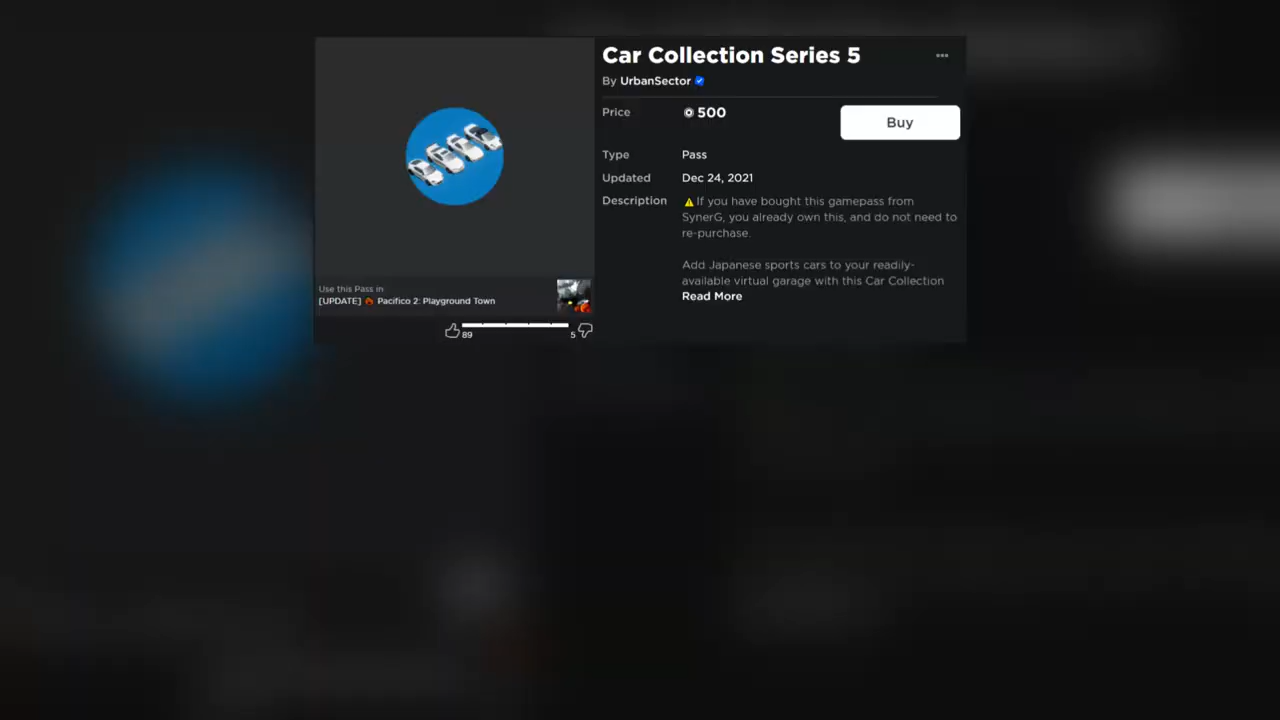 Car Collection Series 5
By UrbanSector
Price
500
Buy
Type
Pass
Updated
Dec 24, 2021
Description
If you have bought this gamepass from
SynerG, you already own this, and do not need to
re-purchase.
Add Japanese sports cars to your readily-
available virtual garage with this Car Collection
Read More
Use this Pass in:
[UPDATE] 🎃 Pacifico 2: Playground Town
89
5